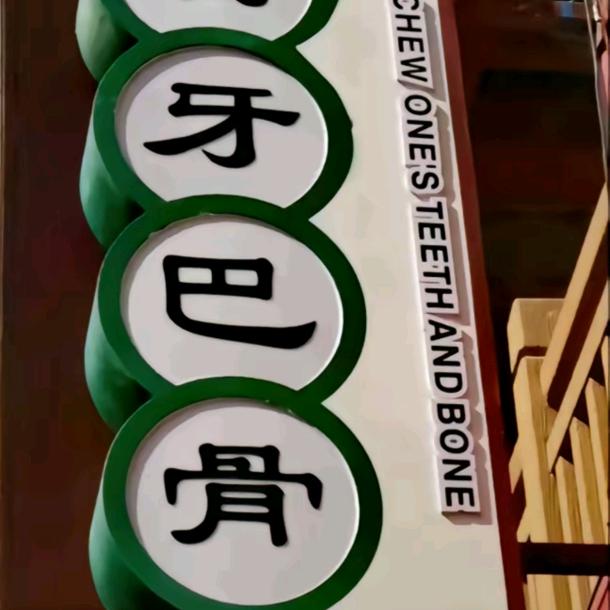 牙巴骨
CHEW ONE'S TEETH AND BONE